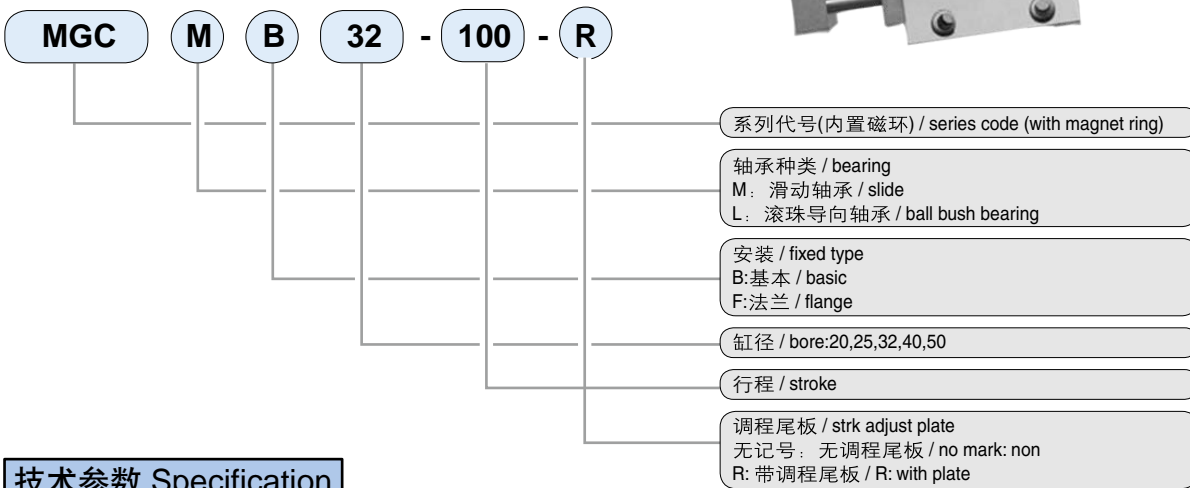 MGC M B 32 - 100 - R
系列代号(内置磁环) / series code (with magnet ring)
轴承种类 / bearing
M：滑动轴承 / slide
L：滚珠导向轴承 / ball bush bearing
安装 / fixed type
B:基本 / basic
F:法兰 / flange
缸径 / bore:20,25,32,40,50
行程 / stroke
调程尾板 / strk adjust plate
无记号：无调程尾板 / no mark: non
R: 带调程尾板 / R: with plate
技术参数 Specification